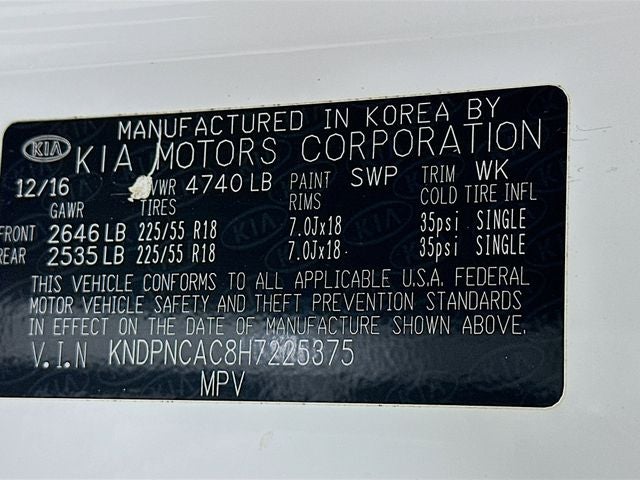 MANUFACTURED IN KOREA BY
KIA KIA MOTORS CORPORATION
12/16 VWR 4740 LB PAINT SWP TRIM WK
GAWR TIRES RIMS COLD TIRE INFL
FRONT 2646 LB 225/55 R18 7.0Jx18 35psi SINGLE
REAR 2535 LB 225/55 R18 7.0Jx18 35psi SINGLE
THIS VEHICLE CONFORMS TO ALL APPLICABLE U.S.A. FEDERAL
MOTOR VEHICLE SAFETY AND THEFT PREVENTION STANDARDS
IN EFFECT ON THE DATE OF MANUFACTURE SHOWN ABOVE.
V.I.N KNDPNCAC8H7225375
MPV